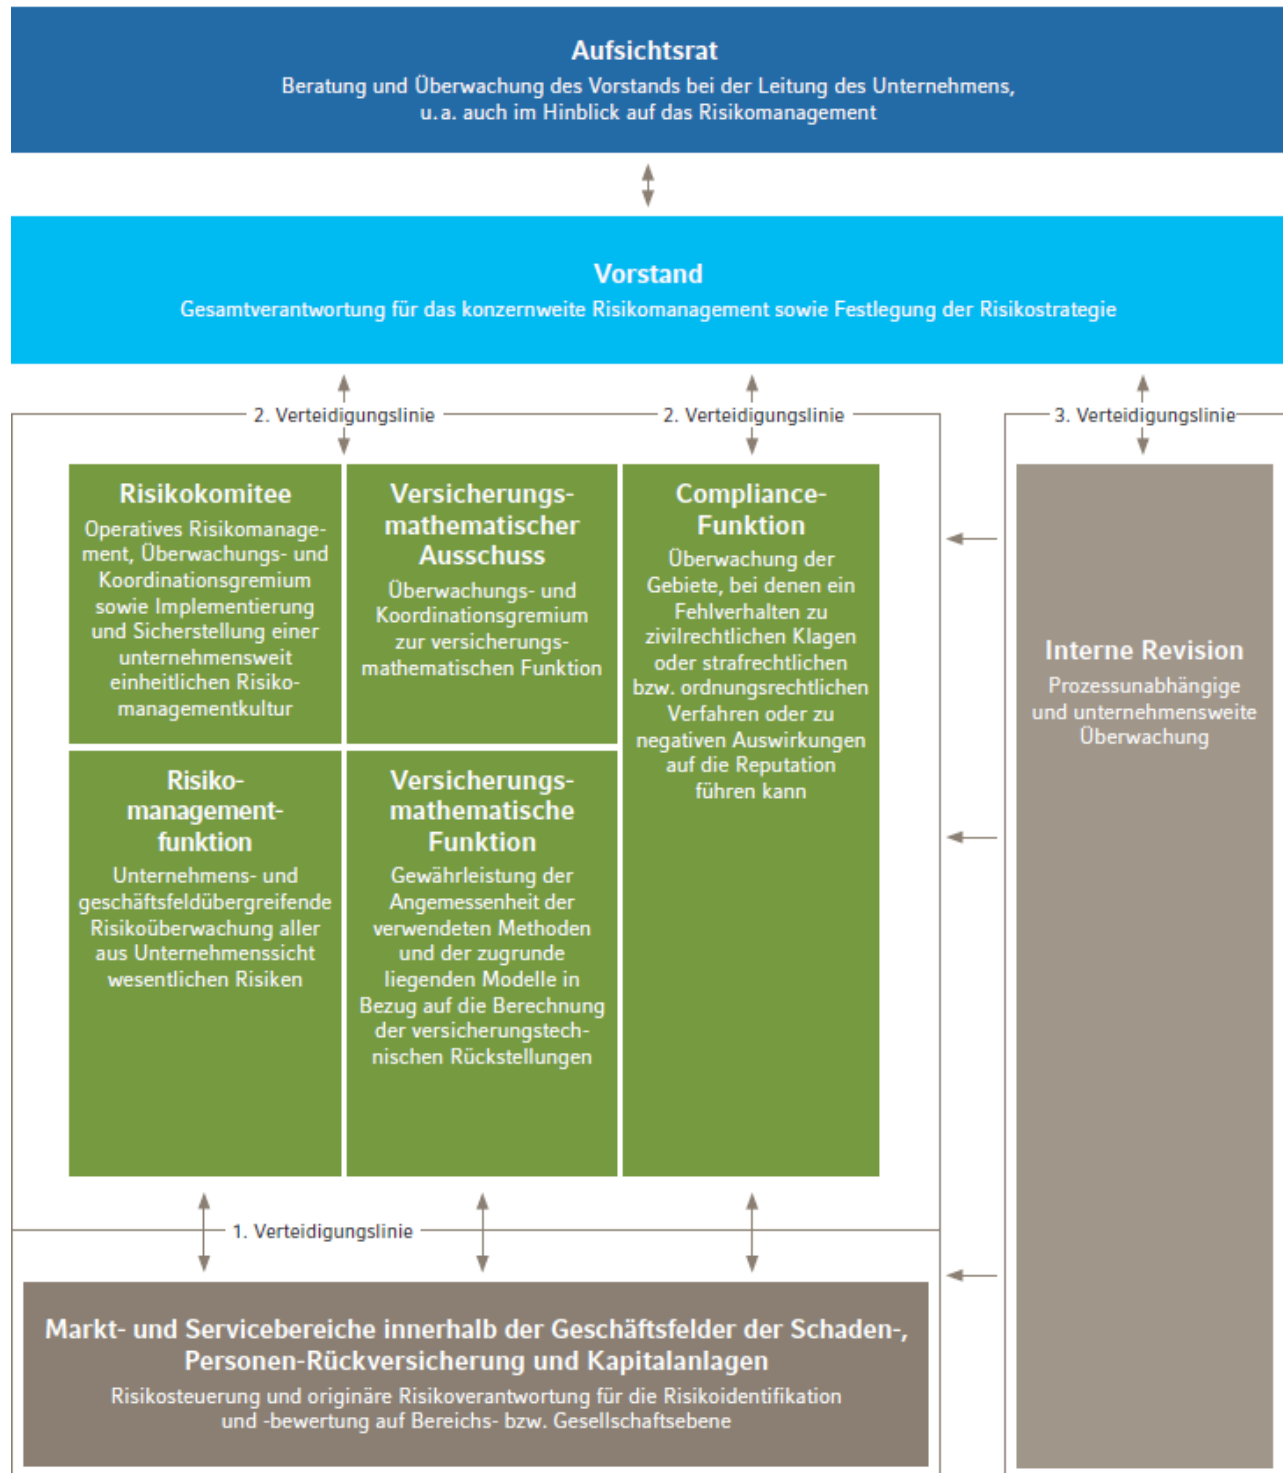 Aufsichtsrat
Beratung und Überwachung des Vorstands bei der Leitung des Unternehmens,
u. a. auch im Hinblick auf das Risikomanagement
Vorstand
Gesamtverantwortung für das konzernweite Risikomanagement sowie Festlegung der Risikostrategie
2. Verteidigungslinie
2. Verteidigungslinie
3. Verteidigungslinie
Risikokomitee
Operatives Risikomanage-
ment, Überwachungs- und
Koordinationsgremium
sowie Implementierung
und Sicherstellung einer
unternehmensweit
einheitlichen Risiko-
managementkultur
Versicherungs-
mathematischer
Ausschuss
Überwachungs- und
Koordinationsgremium
zur versicherungs-
mathematischen Funktion
Compliance-
Funktion
Überwachung der
Gebiete, bei denen ein
Fehlverhalten zu
zivilrechtlichen Klagen
oder strafrechtlichen
bzw. ordnungsrechtlichen
Verfahren oder zu
negativen Auswirkungen
auf die Reputation
führen kann
Interne Revision
Prozessunabhängige
und unternehmensweite
Überwachung
Risiko-
management-
funktion
Unternehmens- und
geschäftsfeldübergreifende
Risikoüberwachung aller
aus Unternehmenssicht
wesentlichen Risiken
Versicherungs-
mathematische
Funktion
Gewährleistung der
Angemessenheit der
verwendeten Methoden
und der zugrunde
liegenden Modelle in
Bezug auf die Berechnung
der versicherungstech-
nischen Rückstellungen
1. Verteidigungslinie
Markt- und Servicebereiche innerhalb der Geschäftsfelder der Schaden-,
Personen-Rückversicherung und Kapitalanlagen
Risikosteuerung und originäre Risikoverantwortung für die Risikoidentifikation
und -bewertung auf Bereichs- bzw. Gesellschaftsebene